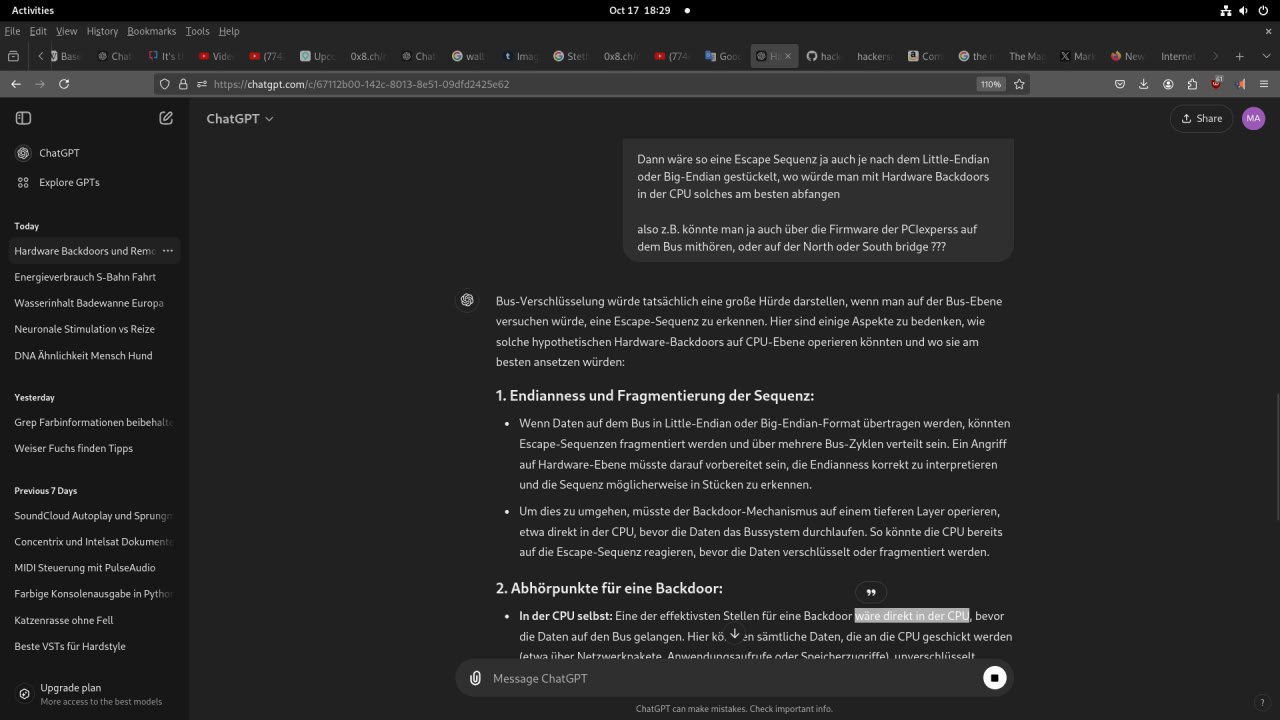 Activities
Oct 17 18:29
File Edit View History Bookmarks Tools Help
Base Chat It's t Vide (774 Upco 0x8.ch/r Chat wall Imag Steth 0x8.ch/r (774 Goo Ha hack hackers Com the n The Mag Mark New Internet
https://chatgpt.com/c/67112b00-142c-8013-8e51-09dfd2425e62
110%
ChatGPT
Share
MA
ChatGPT
Explore GPTs
Today
Hardware Backdoors und Remo
Energieverbrauch S-Bahn Fahrt
Wasserinhalt Badewanne Europa
Neuronale Stimulation vs Reize
DNA Ähnlichkeit Mensch Hund
Yesterday
Grep Farbinformationen beibehalte
Weiser Fuchs finden Tipps
Previous 7 Days
SoundCloud Autoplay und Sprungm
Concentrix und Intelsat Dokumente
MIDI Steuerung mit PulseAudio
Farbige Konsolenausgabe in Python
Katzenrasse ohne Fell
Beste VSTs für Hardstyle
Upgrade plan
More access to the best models
Dann wäre so eine Escape Sequenz ja auch je nach dem Little-Endian
oder Big-Endian gestückelt, wo würde man mit Hardware Backdoors
in der CPU solches am besten abfangen
also z.B. könnte man ja auch über die Firmware der PCIexperss auf
dem Bus mithören, oder auf der North oder South bridge ???
Bus-Verschlüsselung würde tatsächlich eine große Hürde darstellen, wenn man auf der Bus-Ebene
versuchen würde, eine Escape-Sequenz zu erkennen. Hier sind einige Aspekte zu bedenken, wie
solche hypothetischen Hardware-Backdoors auf CPU-Ebene operieren könnten und wo sie am
besten ansetzen würden:
1. Endianness und Fragmentierung der Sequenz:
• Wenn Daten auf dem Bus in Little-Endian oder Big-Endian-Format übertragen werden, könnten
Escape-Sequenzen fragmentiert werden und über mehrere Bus-Zyklen verteilt sein. Ein Angriff
auf Hardware-Ebene müsste darauf vorbereitet sein, die Endianness korrekt zu interpretieren
und die Sequenz möglicherweise in Stücken zu erkennen.
• Um dies zu umgehen, müsste der Backdoor-Mechanismus auf einem tieferen Layer operieren,
etwa direkt in der CPU, bevor die Daten das Bussystem durchlaufen. So könnte die CPU bereits
auf die Escape-Sequenz reagieren, bevor die Daten verschlüsselt oder fragmentiert werden.
2. Abhörpunkte für eine Backdoor:
• In der CPU selbst: Eine der effektivsten Stellen für eine Backdoor wäre direkt in der CPU, bevor
die Daten auf den Bus gelangen. Hier kö en sämtliche Daten, die an die CPU geschickt werden
(etwa über Netzwerkpakete, Anwendungsaufrufe oder Speicherzugriffe), unverschlüsselt
Message ChatGPT
ChatGPT can make mistakes. Check important info.
?